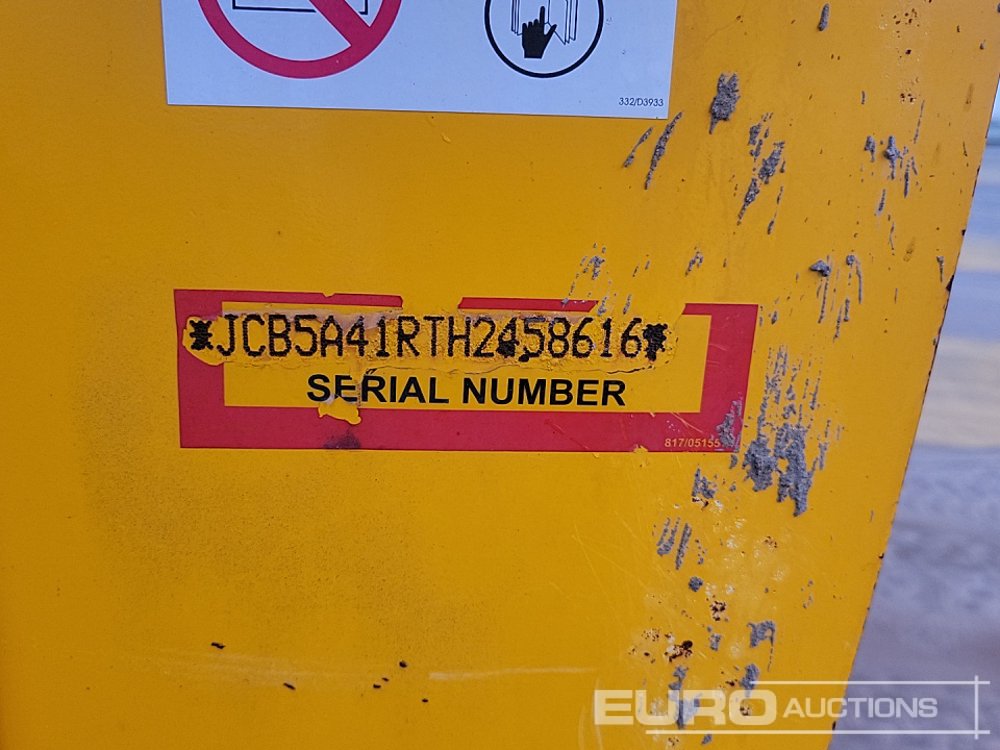 332/D3933
*JCB5A41RTH2458616*
SERIAL NUMBER
817/05155
EURO AUCTIONS